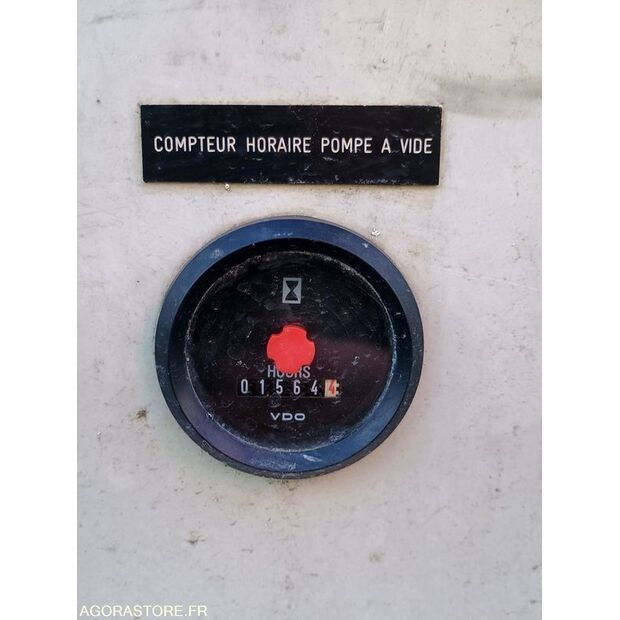 COMPTEUR HORAIRE POMPE A VIDE
HOURS
015644
VDO
AGORASTORE.FR